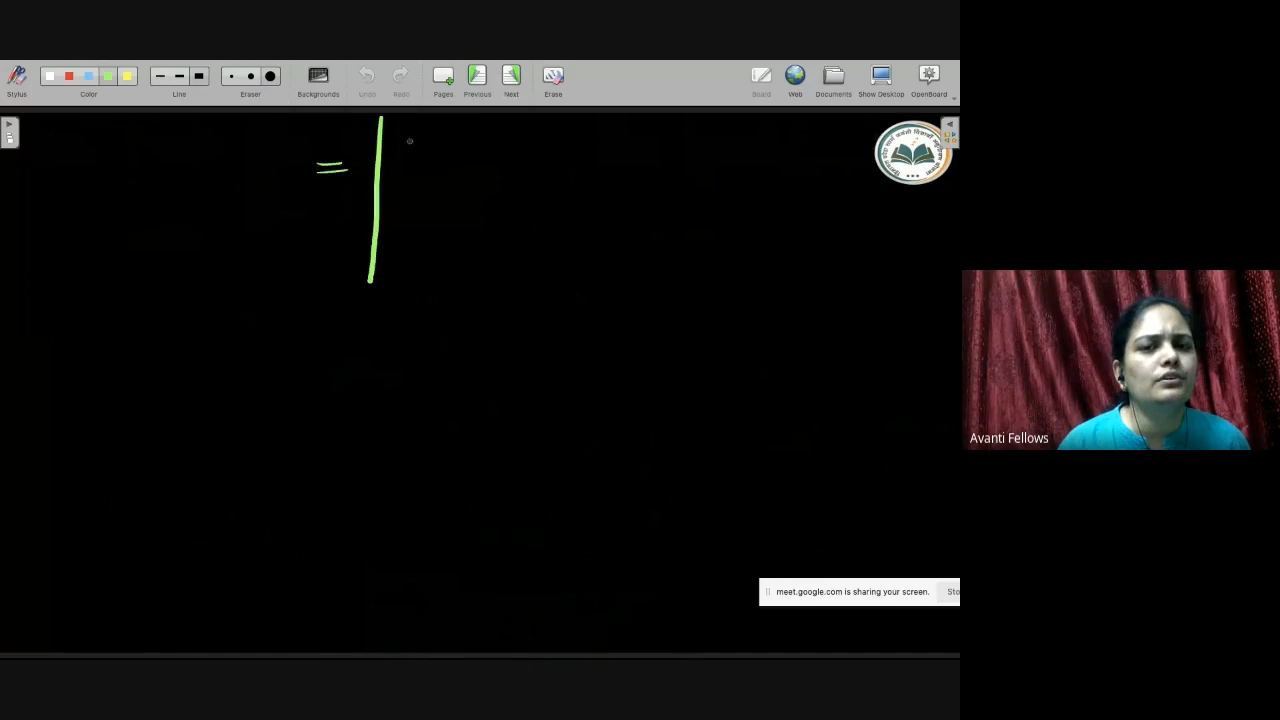 Stylus Color Line Eraser Backgrounds Undo Redo Pages Previous Next Erase Board Web Documents Show Desktop OpenBoard
= |
Avanti Fellows
meet.google.com is sharing your screen. Sto